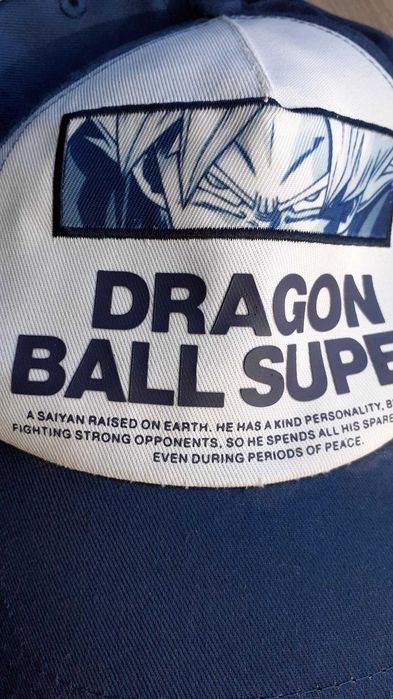 DRAGON
BALL SUPE
A SAIYAN RAISED ON EARTH. HE HAS A KIND PERSONALITY, B
FIGHTING STRONG OPPONENTS, SO HE SPENDS ALL HIS SPARE
EVEN DURING PERIODS OF PEACE.